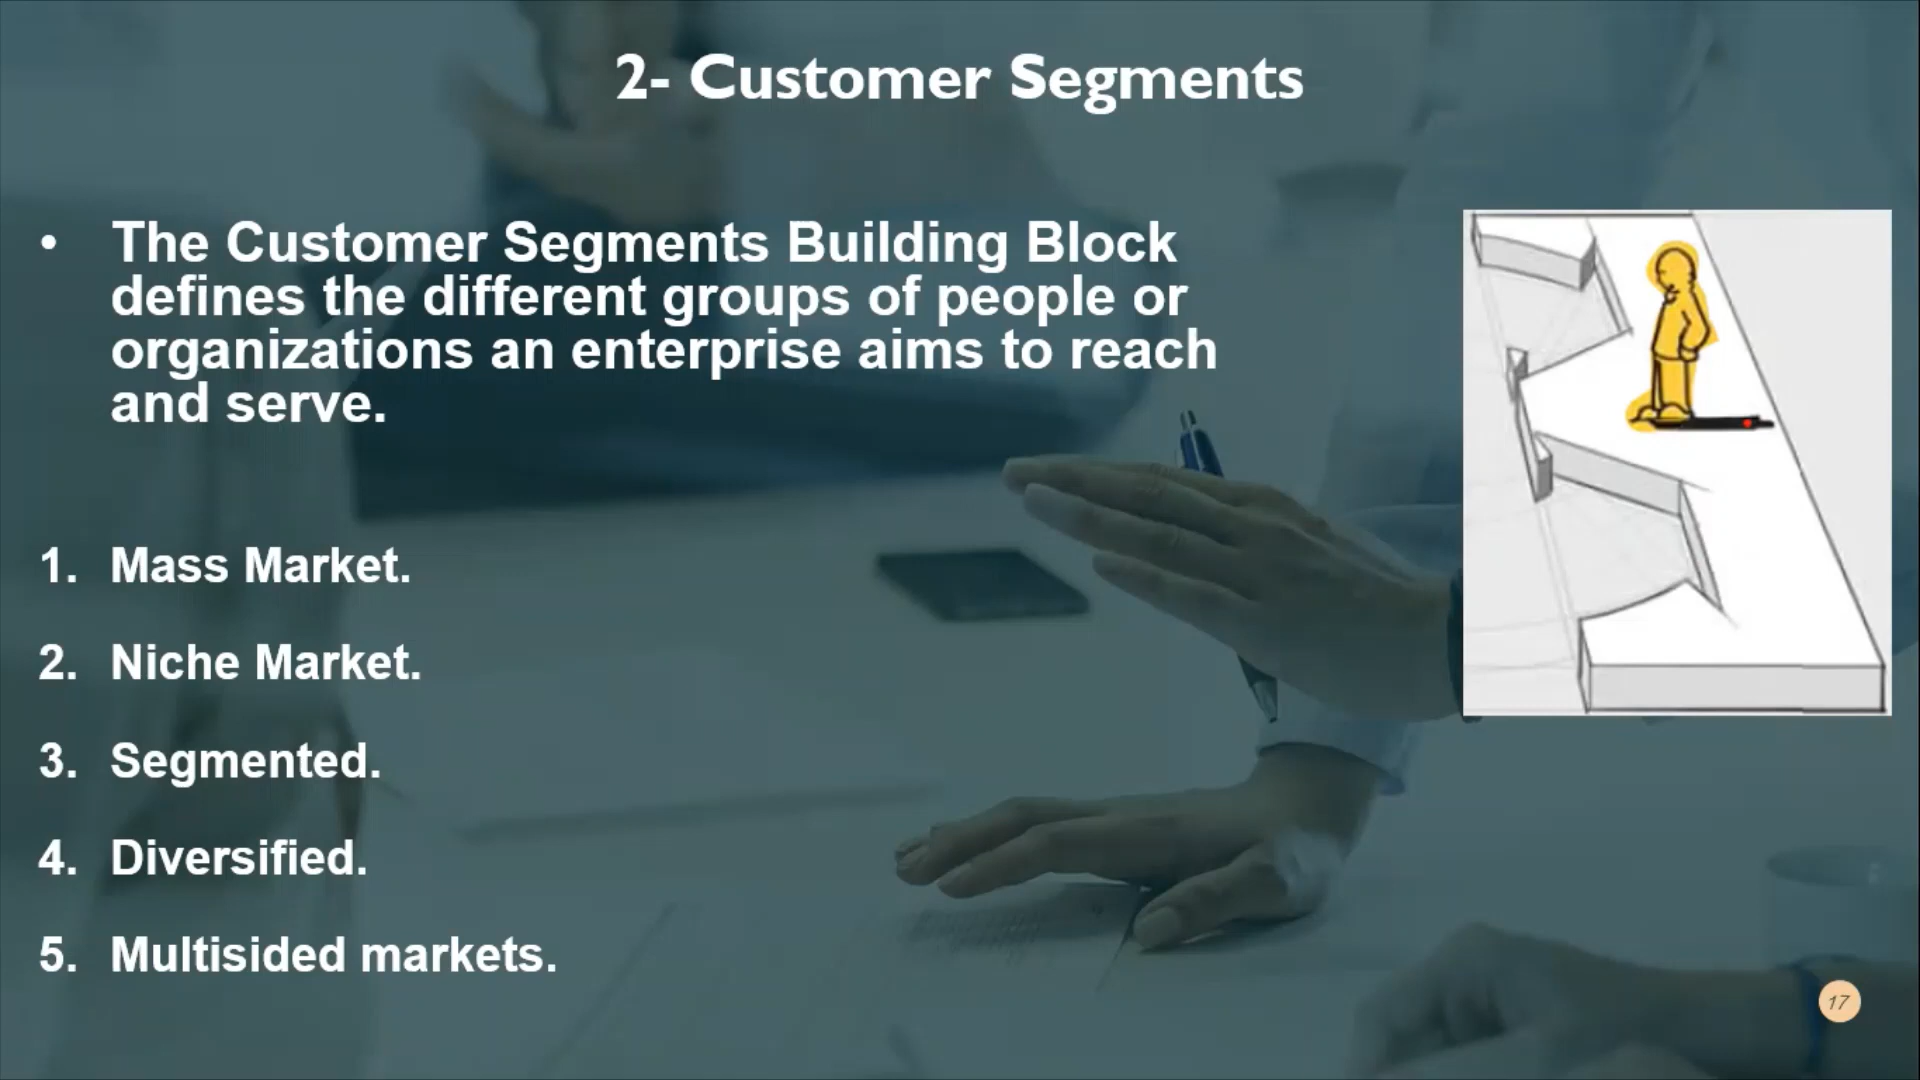 2- Customer Segments
• The Customer Segments Building Block
defines the different groups of people or
organizations an enterprise aims to reach
and serve.
1. Mass Market.
2. Niche Market.
3. Segmented.
4. Diversified.
5. Multisided markets.
17